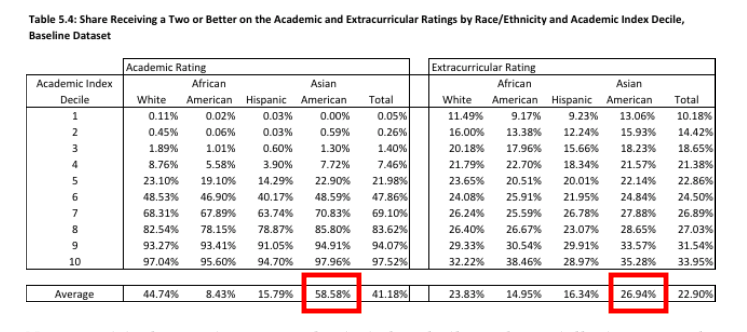 Table 5.4: Share Receiving a Two or Better on the Academic and Extracurricular Ratings by Race/Ethnicity and Academic Index Decile,
Baseline Dataset
Academic Rating Extracurricular Rating
Academic Index African Asian African Asian
Decile White American Hispanic American Total White American Hispanic American Total
1 0.11% 0.02% 0.03% 0.00% 0.05% 11.49% 9.17% 9.23% 13.06% 10.18%
2 0.45% 0.06% 0.03% 0.59% 0.26% 16.00% 13.38% 12.24% 15.93% 14.42%
3 1.89% 1.01% 0.60% 1.30% 1.40% 20.18% 17.96% 15.66% 18.23% 18.65%
4 8.76% 5.58% 3.90% 7.72% 7.46% 21.79% 22.70% 18.34% 21.57% 21.38%
5 23.10% 19.10% 14.29% 22.90% 21.98% 23.65% 20.51% 20.01% 22.14% 22.86%
6 48.53% 46.90% 40.17% 48.59% 47.86% 24.08% 25.91% 21.95% 24.84% 24.50%
7 68.31% 67.89% 63.74% 70.83% 69.10% 26.24% 25.59% 26.78% 27.88% 26.89%
8 82.54% 78.15% 78.87% 85.80% 83.62% 26.40% 26.67% 23.07% 28.65% 27.03%
9 93.27% 93.41% 91.05% 94.91% 94.07% 29.33% 30.54% 29.91% 33.57% 31.54%
10 97.04% 95.60% 94.70% 97.96% 97.52% 32.22% 38.46% 28.97% 35.28% 33.95%
Average 44.74% 8.43% 15.79% 58.58% 41.18% 23.83% 14.95% 16.34% 26.94% 22.90%